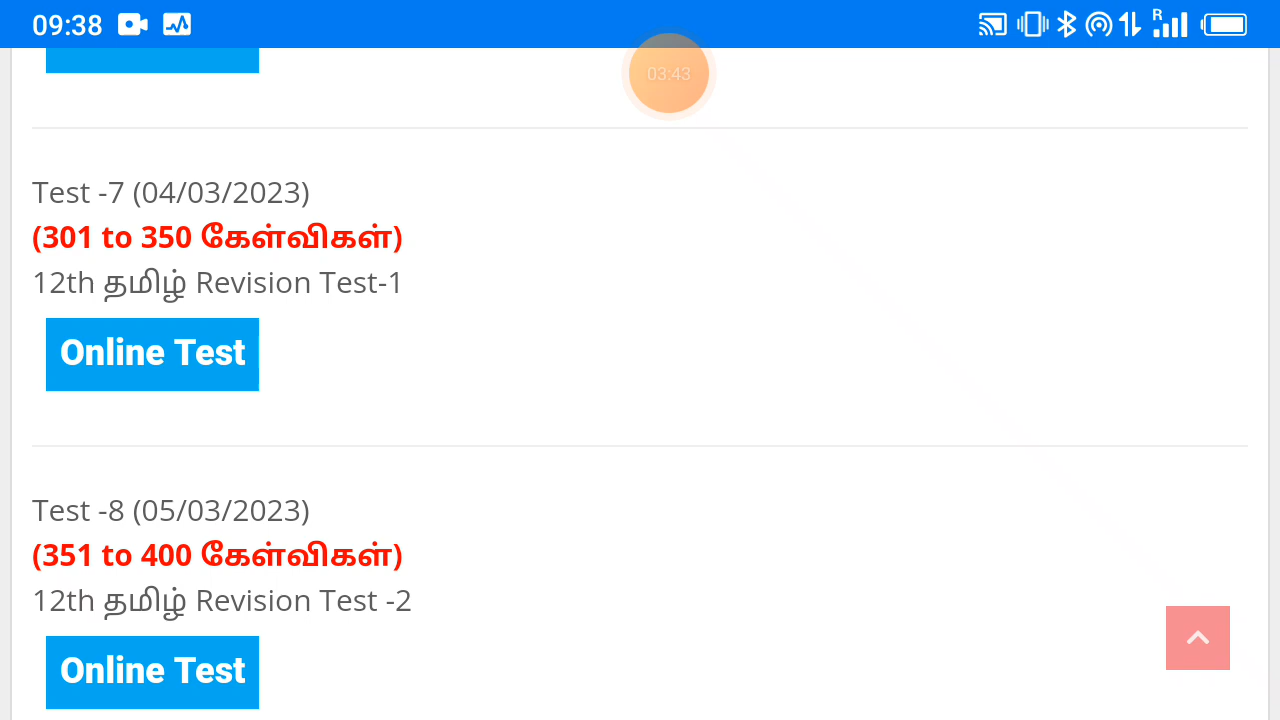 09:38
R
03:43
Test -7 (04/03/2023)
(301 to 350 கேள்விகள்)
12th தமிழ் Revision Test-1
Online Test
Test -8 (05/03/2023)
(351 to 400 கேள்விகள்)
12th தமிழ் Revision Test -2
Online Test